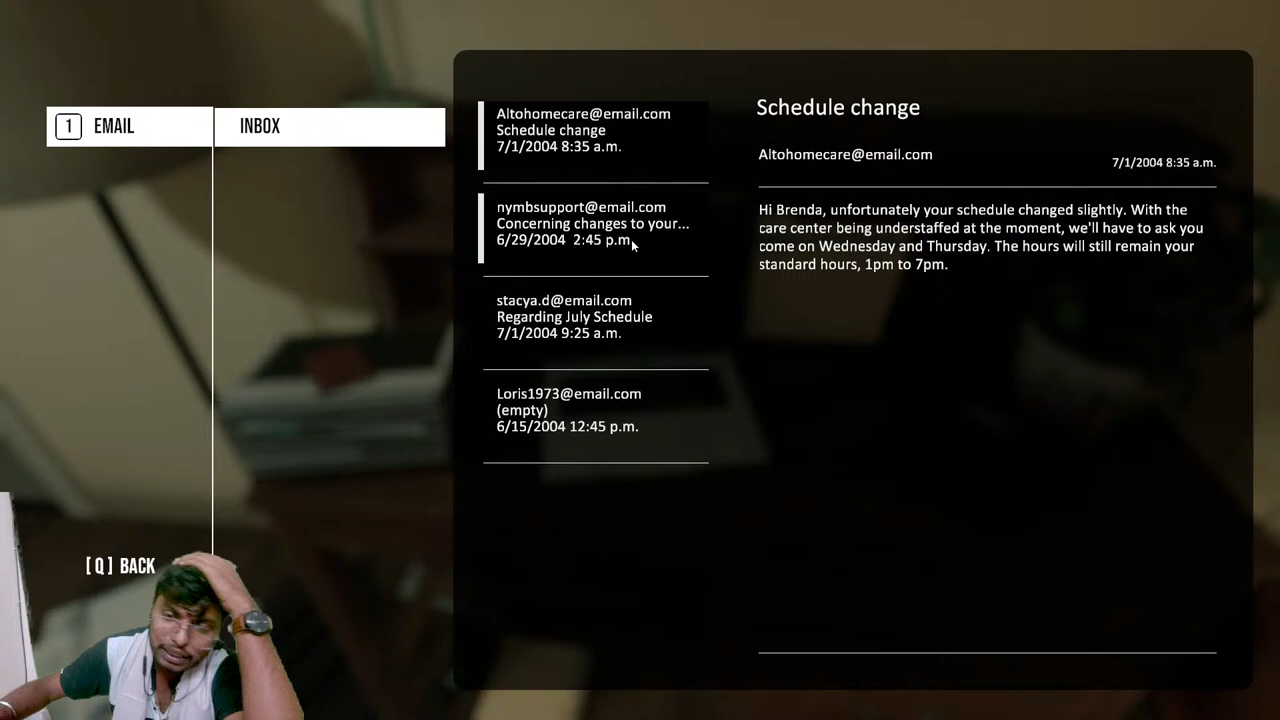 1 EMAIL
INBOX
[ Q ] BACK
Altohomecare@email.com
Schedule change
7/1/2004 8:35 a.m.
nymbsupport@email.com
Concerning changes to your...
6/29/2004 2:45 p.m.
stacya.d@email.com
Regarding July Schedule
7/1/2004 9:25 a.m.
Loris1973@email.com
(empty)
6/15/2004 12:45 p.m.
Schedule change
Altohomecare@email.com
7/1/2004 8:35 a.m.
Hi Brenda, unfortunately your schedule changed slightly. With the
care center being understaffed at the moment, we'll have to ask you
come on Wednesday and Thursday. The hours will still remain your
standard hours, 1pm to 7pm.